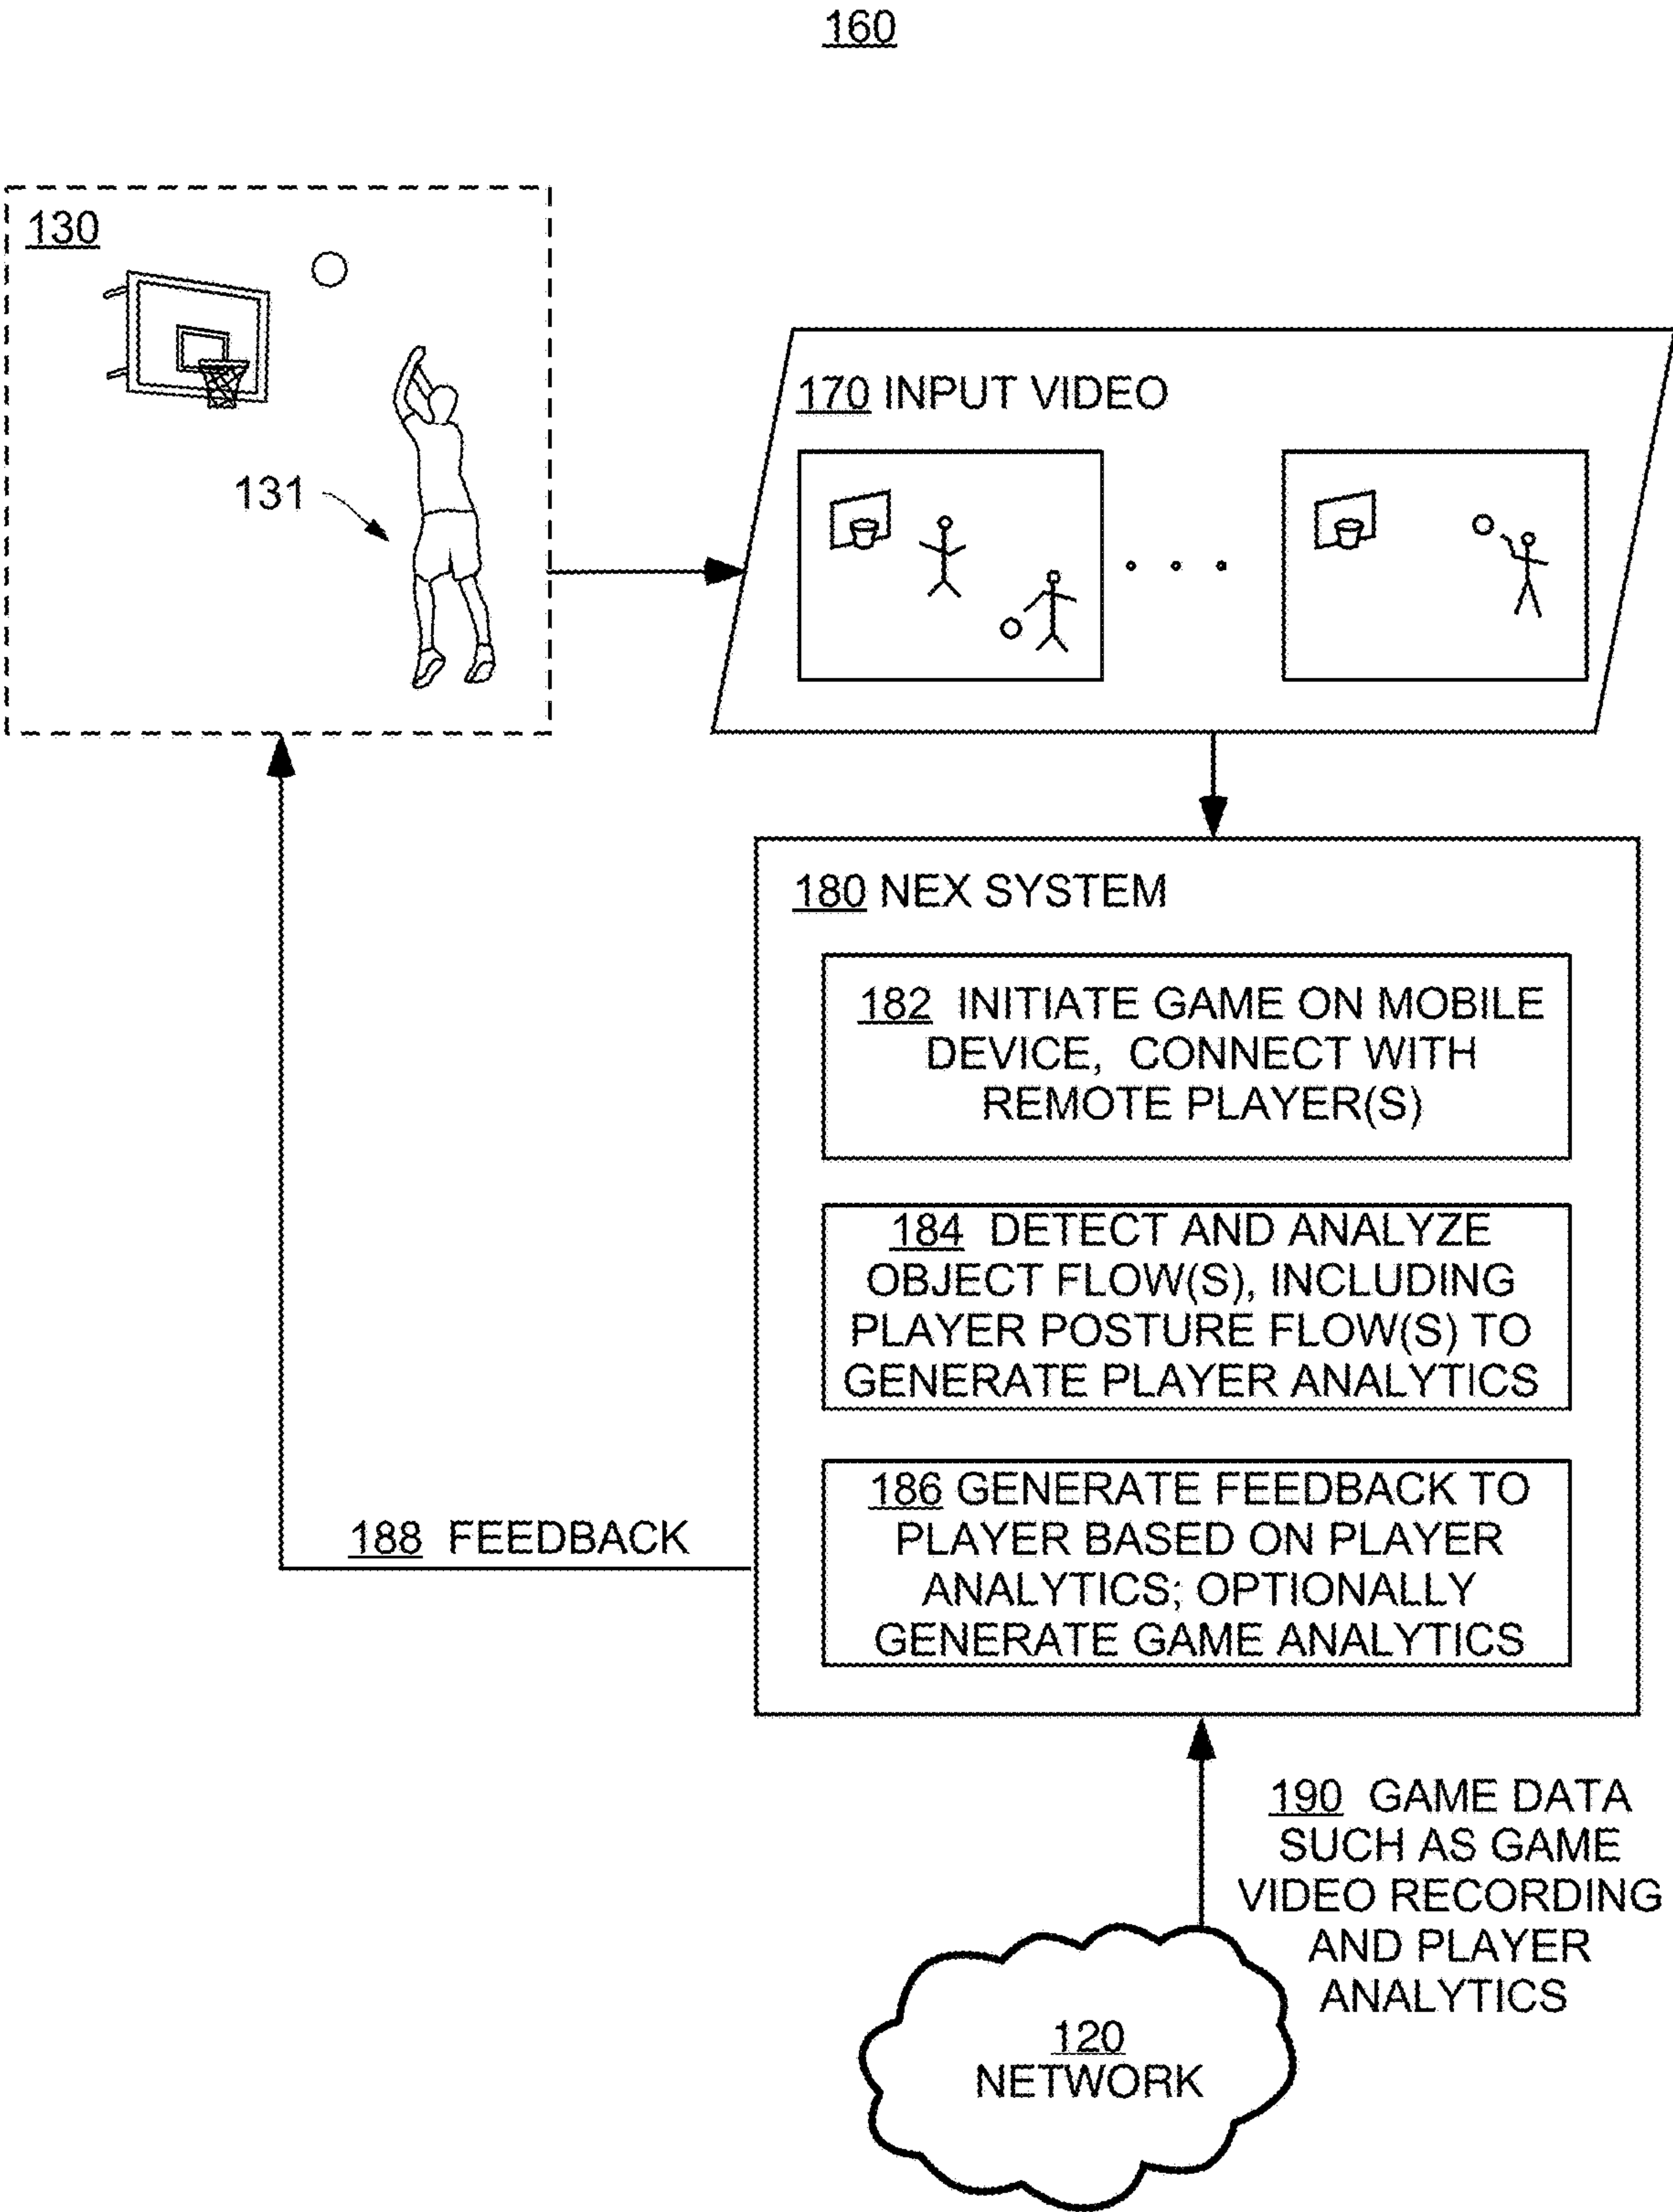 160
130
131
170 INPUT VIDEO
180 NEX SYSTEM
182 INITIATE GAME ON MOBILE
DEVICE, CONNECT WITH
REMOTE PLAYER(S)
184 DETECT AND ANALYZE
OBJECT FLOW(S), INCLUDING
PLAYER POSTURE FLOW(S) TO
GENERATE PLAYER ANALYTICS
186 GENERATE FEEDBACK TO
PLAYER BASED ON PLAYER
ANALYTICS; OPTIONALLY
GENERATE GAME ANALYTICS
188 FEEDBACK
190 GAME DATA
SUCH AS GAME
VIDEO RECORDING
AND PLAYER
ANALYTICS
120
NETWORK